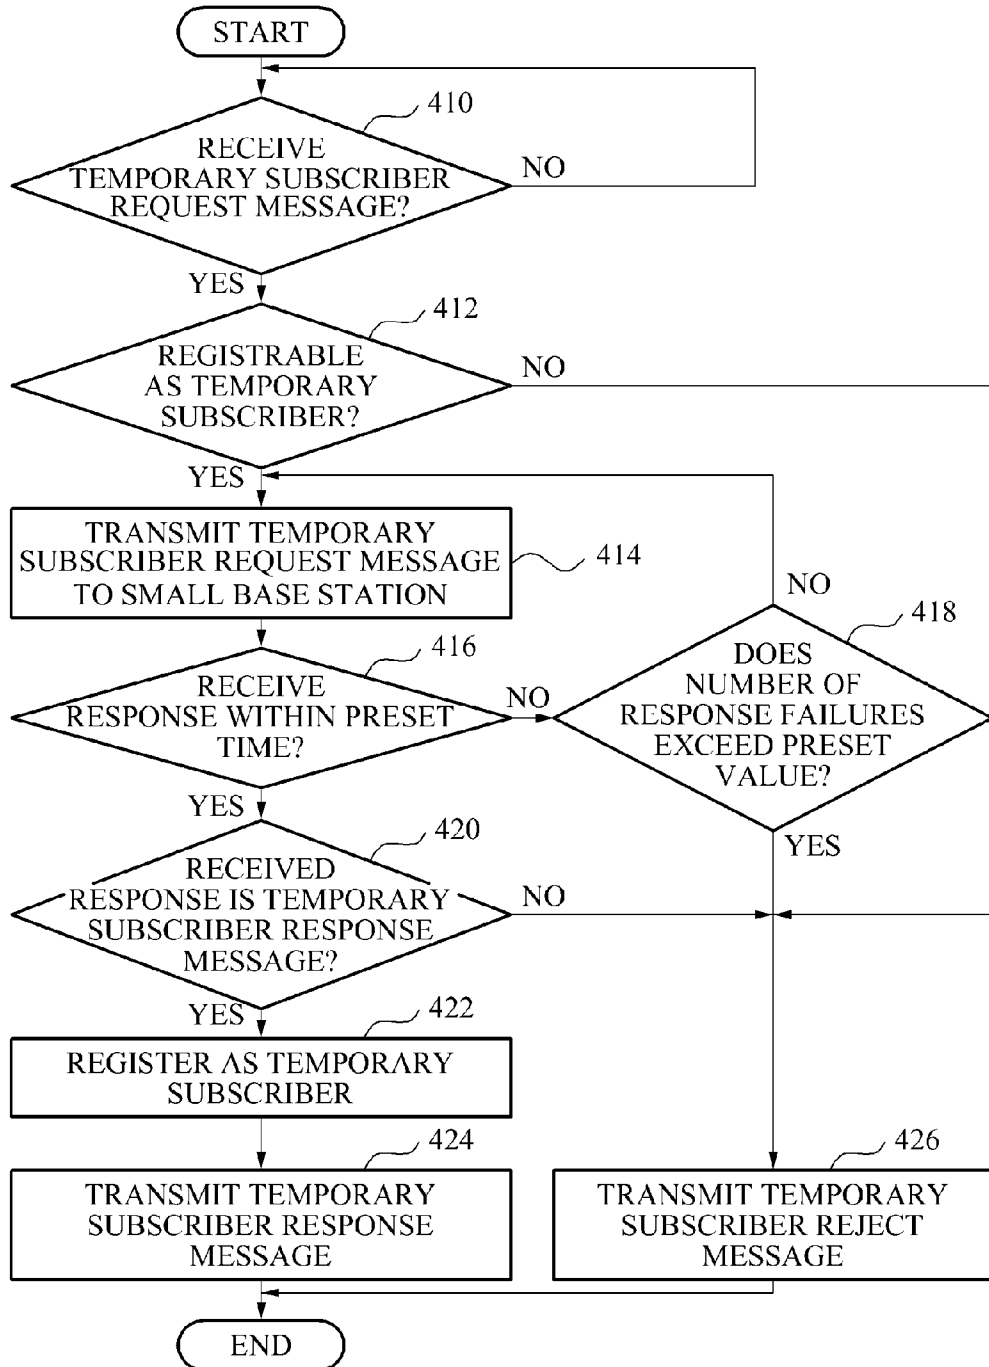 START
410
RECEIVE
TEMPORARY SUBSCRIBER
REQUEST MESSAGE?
NO
YES
412
REGISTRABLE
AS TEMPORARY
SUBSCRIBER?
NO
YES
TRANSMIT TEMPORARY
SUBSCRIBER REQUEST MESSAGE
TO SMALL BASE STATION
414
416
RECEIVE
RESPONSE WITHIN PRESET
TIME?
NO
YES
NO
418
DOES
NUMBER OF
RESPONSE FAILURES
EXCEED PRESET
VALUE?
YES
420
RECEIVED
RESPONSE IS TEMPORARY
SUBSCRIBER RESPONSE
MESSAGE?
NO
YES
422
REGISTER AS TEMPORARY
SUBSCRIBER
424
TRANSMIT TEMPORARY
SUBSCRIBER RESPONSE
MESSAGE
426
TRANSMIT TEMPORARY
SUBSCRIBER REJECT
MESSAGE
END